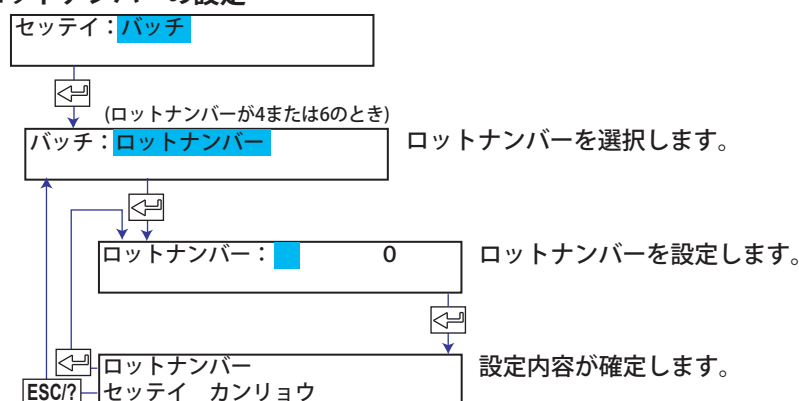 ロットナンバーの設定
セッテイ：バッチ
(ロットナンバーが4または6のとき)
バッチ：ロットナンバー
ロットナンバーを選択します。
ロットナンバー： 0
ロットナンバーを設定します。
ロットナンバー
設定内容が確定します。
ESC/?
セッテイ カンリョウ